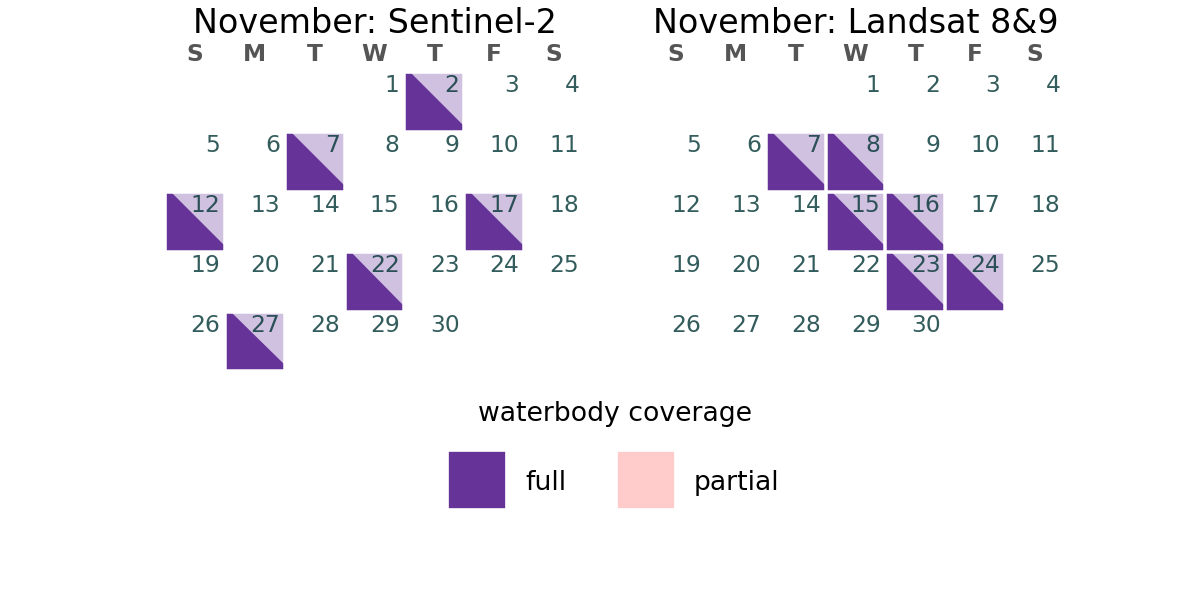 November: Sentinel-2
S M T W T F S
1 2 3 4
5 6 7 8 9 10 11
12 13 14 15 16 17 18
19 20 21 22 23 24 25
26 27 28 29 30
November: Landsat 8&9
S M T W T F S
1 2 3 4
5 6 7 8 9 10 11
12 13 14 15 16 17 18
19 20 21 22 23 24 25
26 27 28 29 30
waterbody coverage
full partial